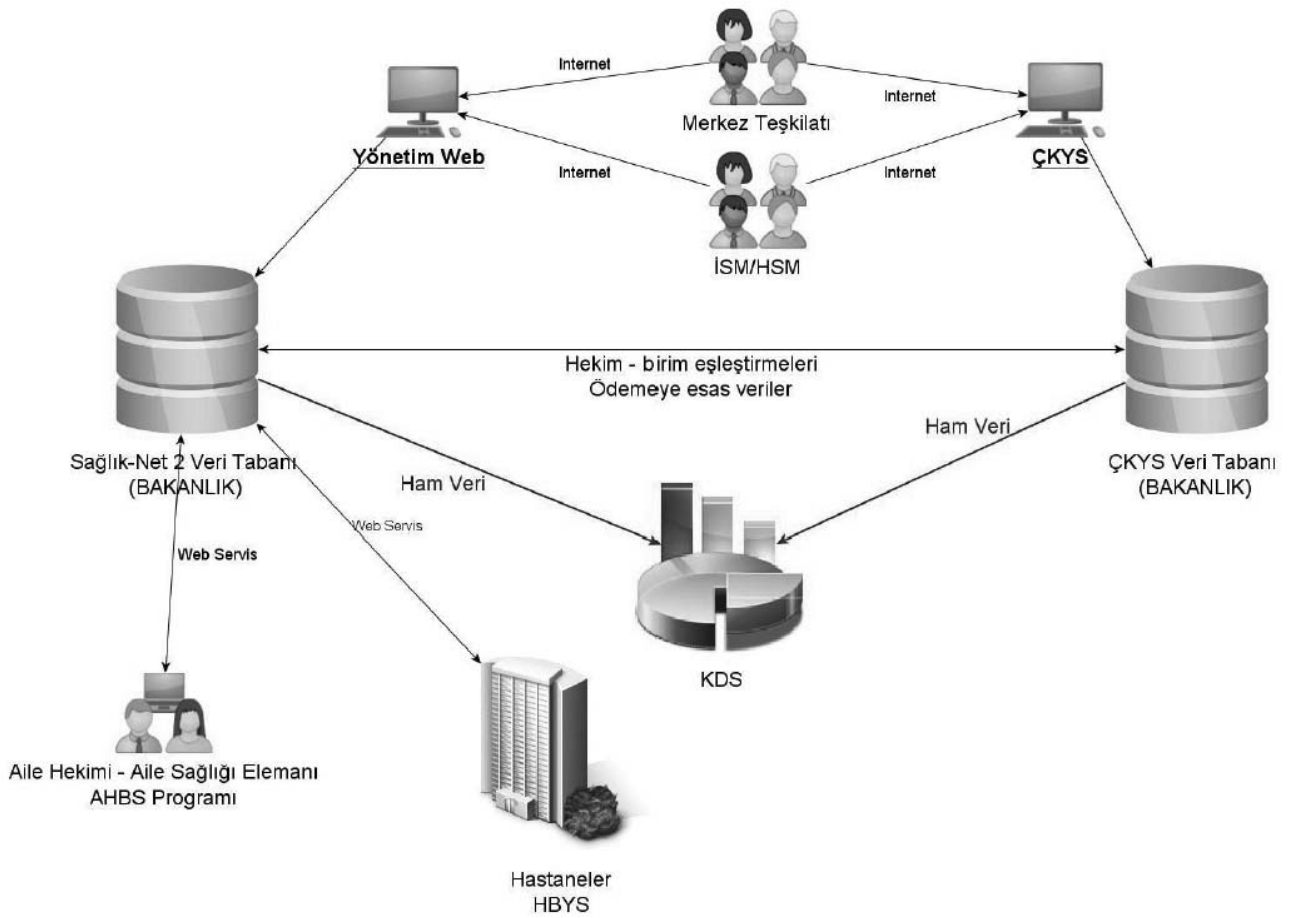 Internet
Internet
Merkez Teşkilatı
Yönetim Web
ÇKYS
Internet
Internet
İSM/HSM
Hekim - birim eşleştirmeleri
Ödemeye esas veriler
Ham Veri
Sağlık-Net 2 Veri Tabanı
(BAKANLIK)
ÇKYS Veri Tabanı
(BAKANLIK)
Ham Veri
Web Servis
Web Servis
KDS
Aile Hekimi - Aile Sağlığı Elemanı
AHBS Programı
Hastaneler
HBYS